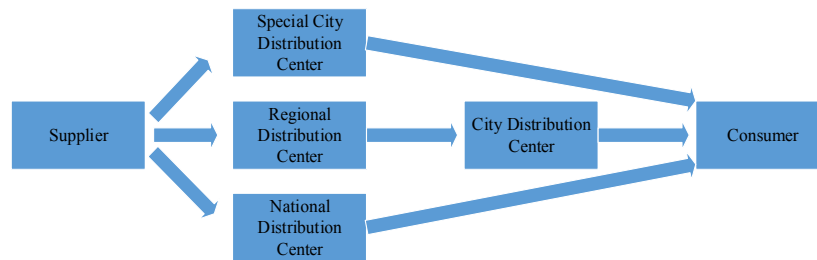 Special City
Distribution
Center
Supplier
Regional
Distribution
Center
City Distribution
Center
Consumer
National
Distribution
Center